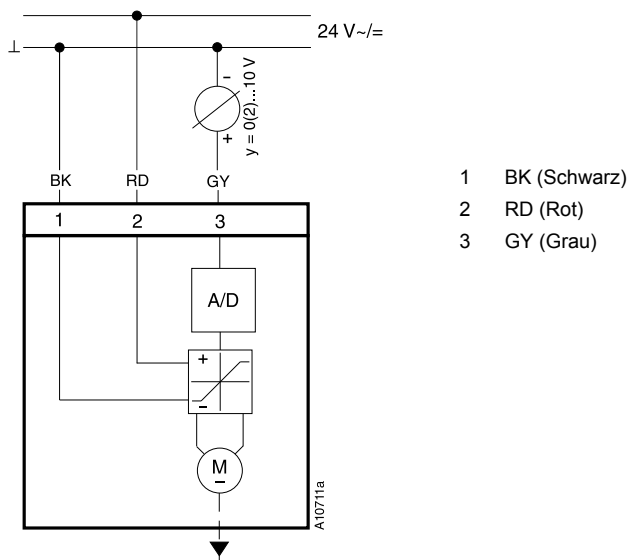 24 V~/=
⊥
-
+
y = 0(2)...10 V
BK RD GY
1 2 3
A/D
+
-
M
-
A10711a
1 BK (Schwarz)
2 RD (Rot)
3 GY (Grau)